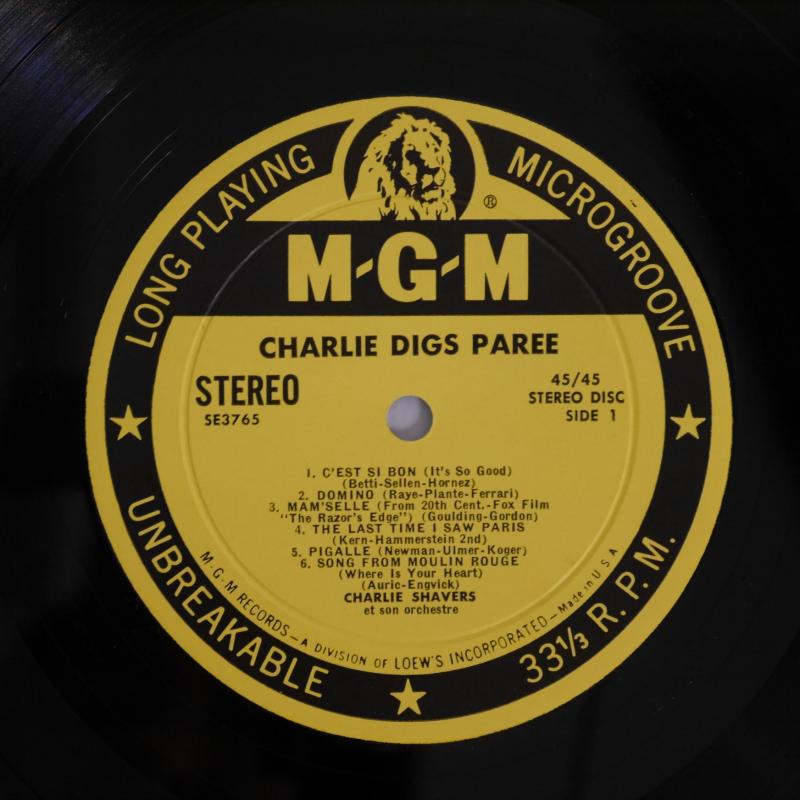 LONG PLAYING
MICROGROOVE
®
M-G-M
CHARLIE DIGS PAREE
STEREO
SE3765
45/45
STEREO DISC
SIDE 1
1. C'EST SI BON (It's So Good)
(Betti-Sellen-Hornez)
2. DOMINO (Raye-Plante-Ferrari)
3. MAM'SELLE (From 20th Cent.-Fox Film
"The Razor's Edge") (Goulding-Gordon)
4. THE LAST TIME I SAW PARIS
(Kern-Hammerstein 2nd)
5. PIGALLE (Newman-Ulmer-Koger)
6. SONG FROM MOULIN ROUGE
(Where Is Your Heart)
(Auric-Engvick)
CHARLIE SHAVERS
et son orchestre
M-G-M RECORDS—A DIVISION OF LOEW'S INCORPORATED—Made in U S A
UNBREAKABLE
33⅓ R. P. M.